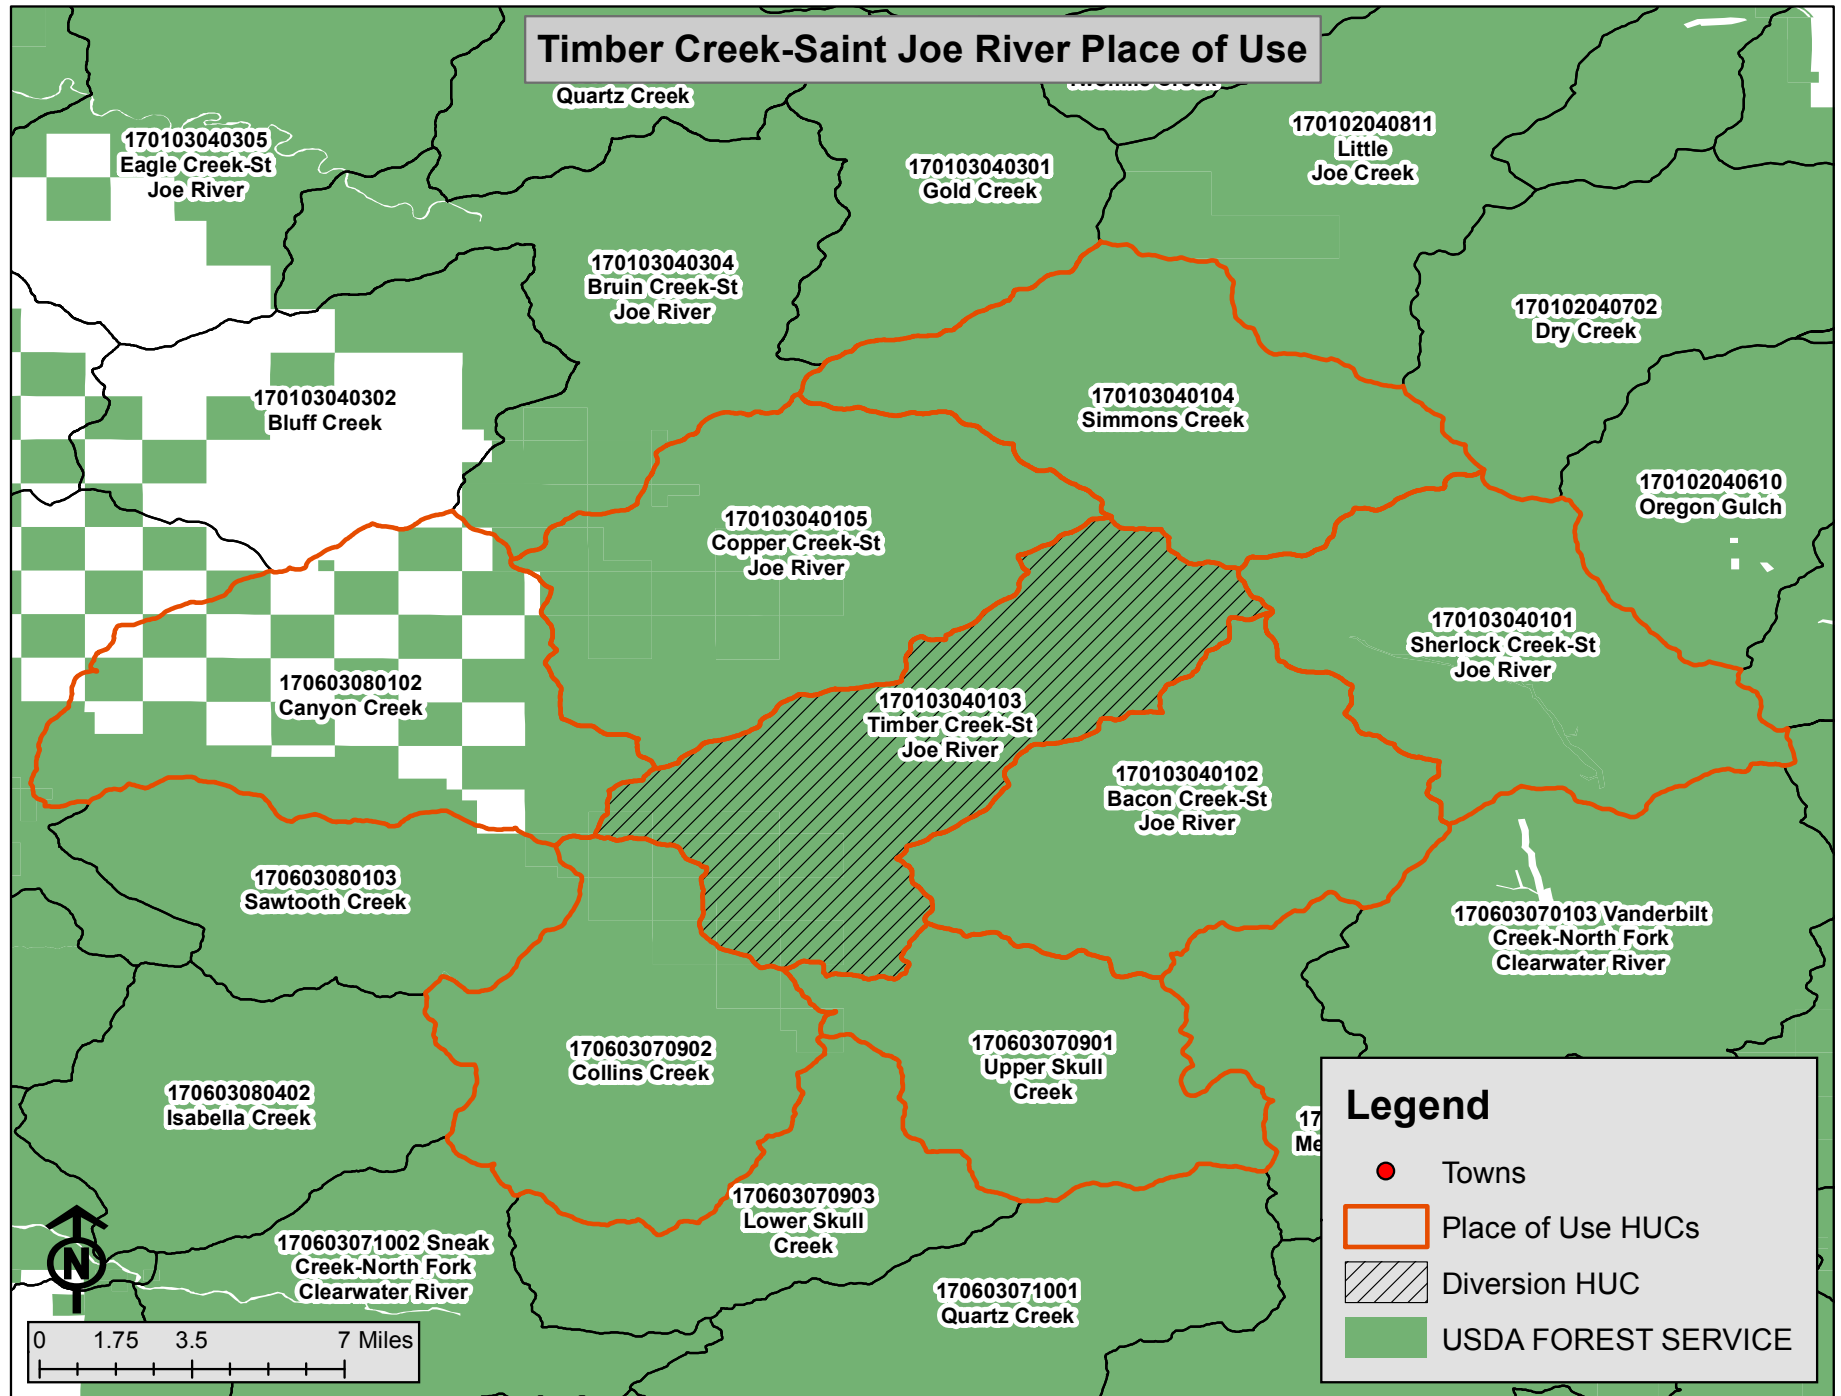 Timber Creek-Saint Joe River Place of Use
Quartz Creek
170103040305
Eagle Creek-St
Joe River
170103040301
Gold Creek
170102040811
Little
Joe Creek
170103040304
Bruin Creek-St
Joe River
170102040702
Dry Creek
170103040302
Bluff Creek
170103040104
Simmons Creek
170102040610
Oregon Gulch
170103040105
Copper Creek-St
Joe River
170103040101
Sherlock Creek-St
Joe River
170603080102
Canyon Creek
170103040103
Timber Creek-St
Joe River
170103040102
Bacon Creek-St
Joe River
170603080103
Sawtooth Creek
170603070103 Vanderbilt
Creek-North Fork
Clearwater River
170603070902
Collins Creek
170603070901
Upper Skull
Creek
170603080402
Isabella Creek
17
Me
170603070903
Lower Skull
Creek
170603071002 Sneak
Creek-North Fork
Clearwater River
170603071001
Quartz Creek
Legend
Towns
Place of Use HUCs
Diversion HUC
USDA FOREST SERVICE
N
0 1.75 3.5 7 Miles